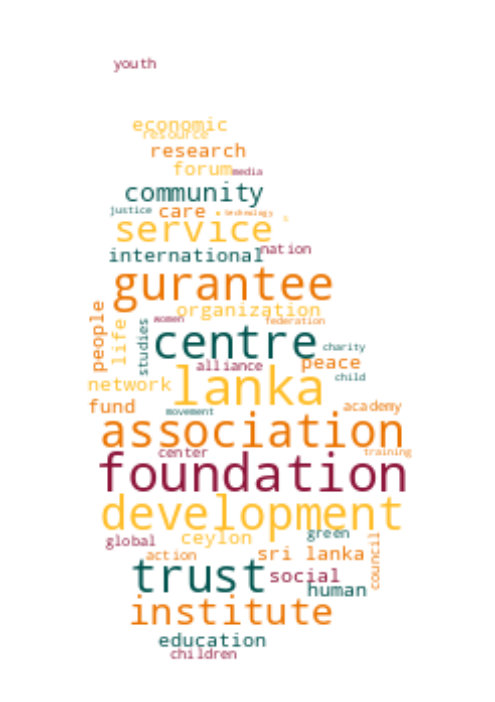 youth
economic
resource
research
forum media
community
justice care technology
service
international nation
gurantee
organization
people life studies women federation
centre charity
alliance peace
network lanka child
fund movement academy
association
center training
foundation
development
global ceylon green
action sri lanka council
trust social
human
institute
education
children